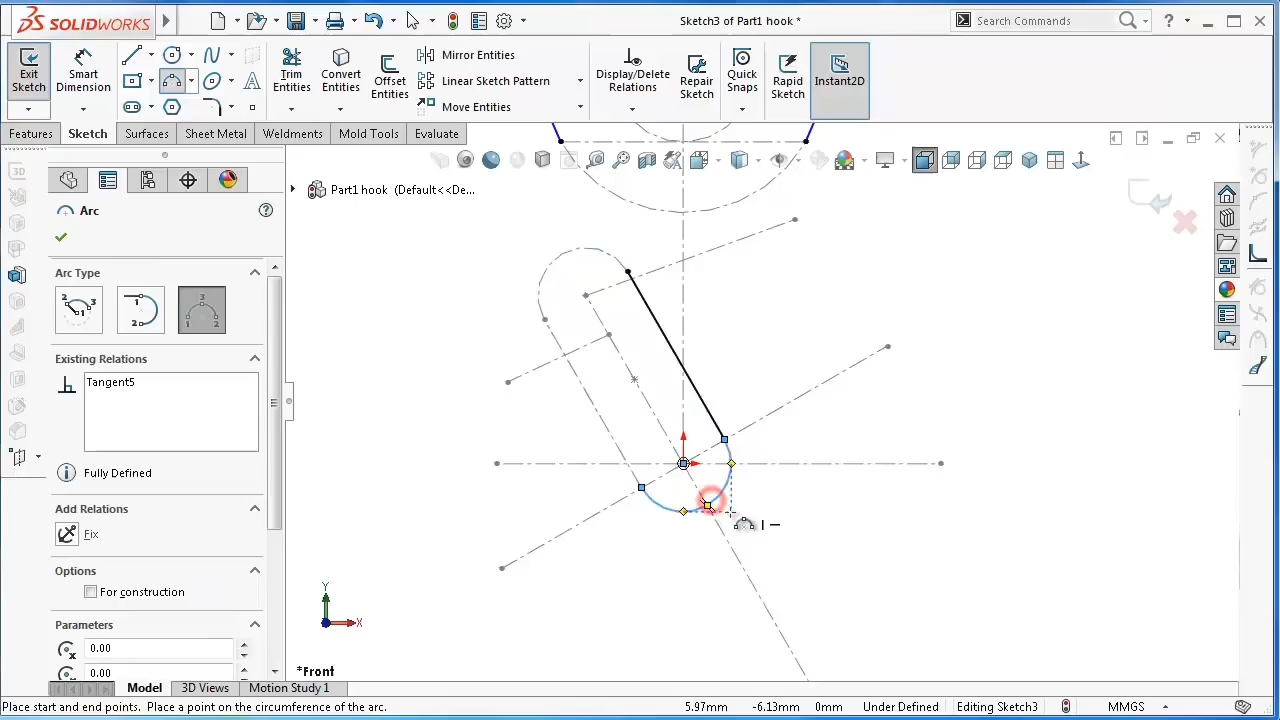 SOLIDWORKS
Sketch3 of Part1 hook *
Search Commands
?
Exit Sketch
Smart Dimension
Trim Entities
Convert Entities
Offset Entities
Mirror Entities
Linear Sketch Pattern
Move Entities
Display/Delete Relations
Repair Sketch
Quick Snaps
Rapid Sketch
Instant2D
Features
Sketch
Surfaces
Sheet Metal
Weldments
Mold Tools
Evaluate
Part1 hook (Default<<De...
Arc
Arc Type
Existing Relations
Tangent5
Fully Defined
Add Relations
Fix
Options
For construction
Parameters
0.00
0.00
Y
X
*Front
Model
3D Views
Motion Study 1
Place start and end points. Place a point on the circumference of the arc.
5.97mm
-6.13mm
0mm
Under Defined
Editing Sketch3
MMGS